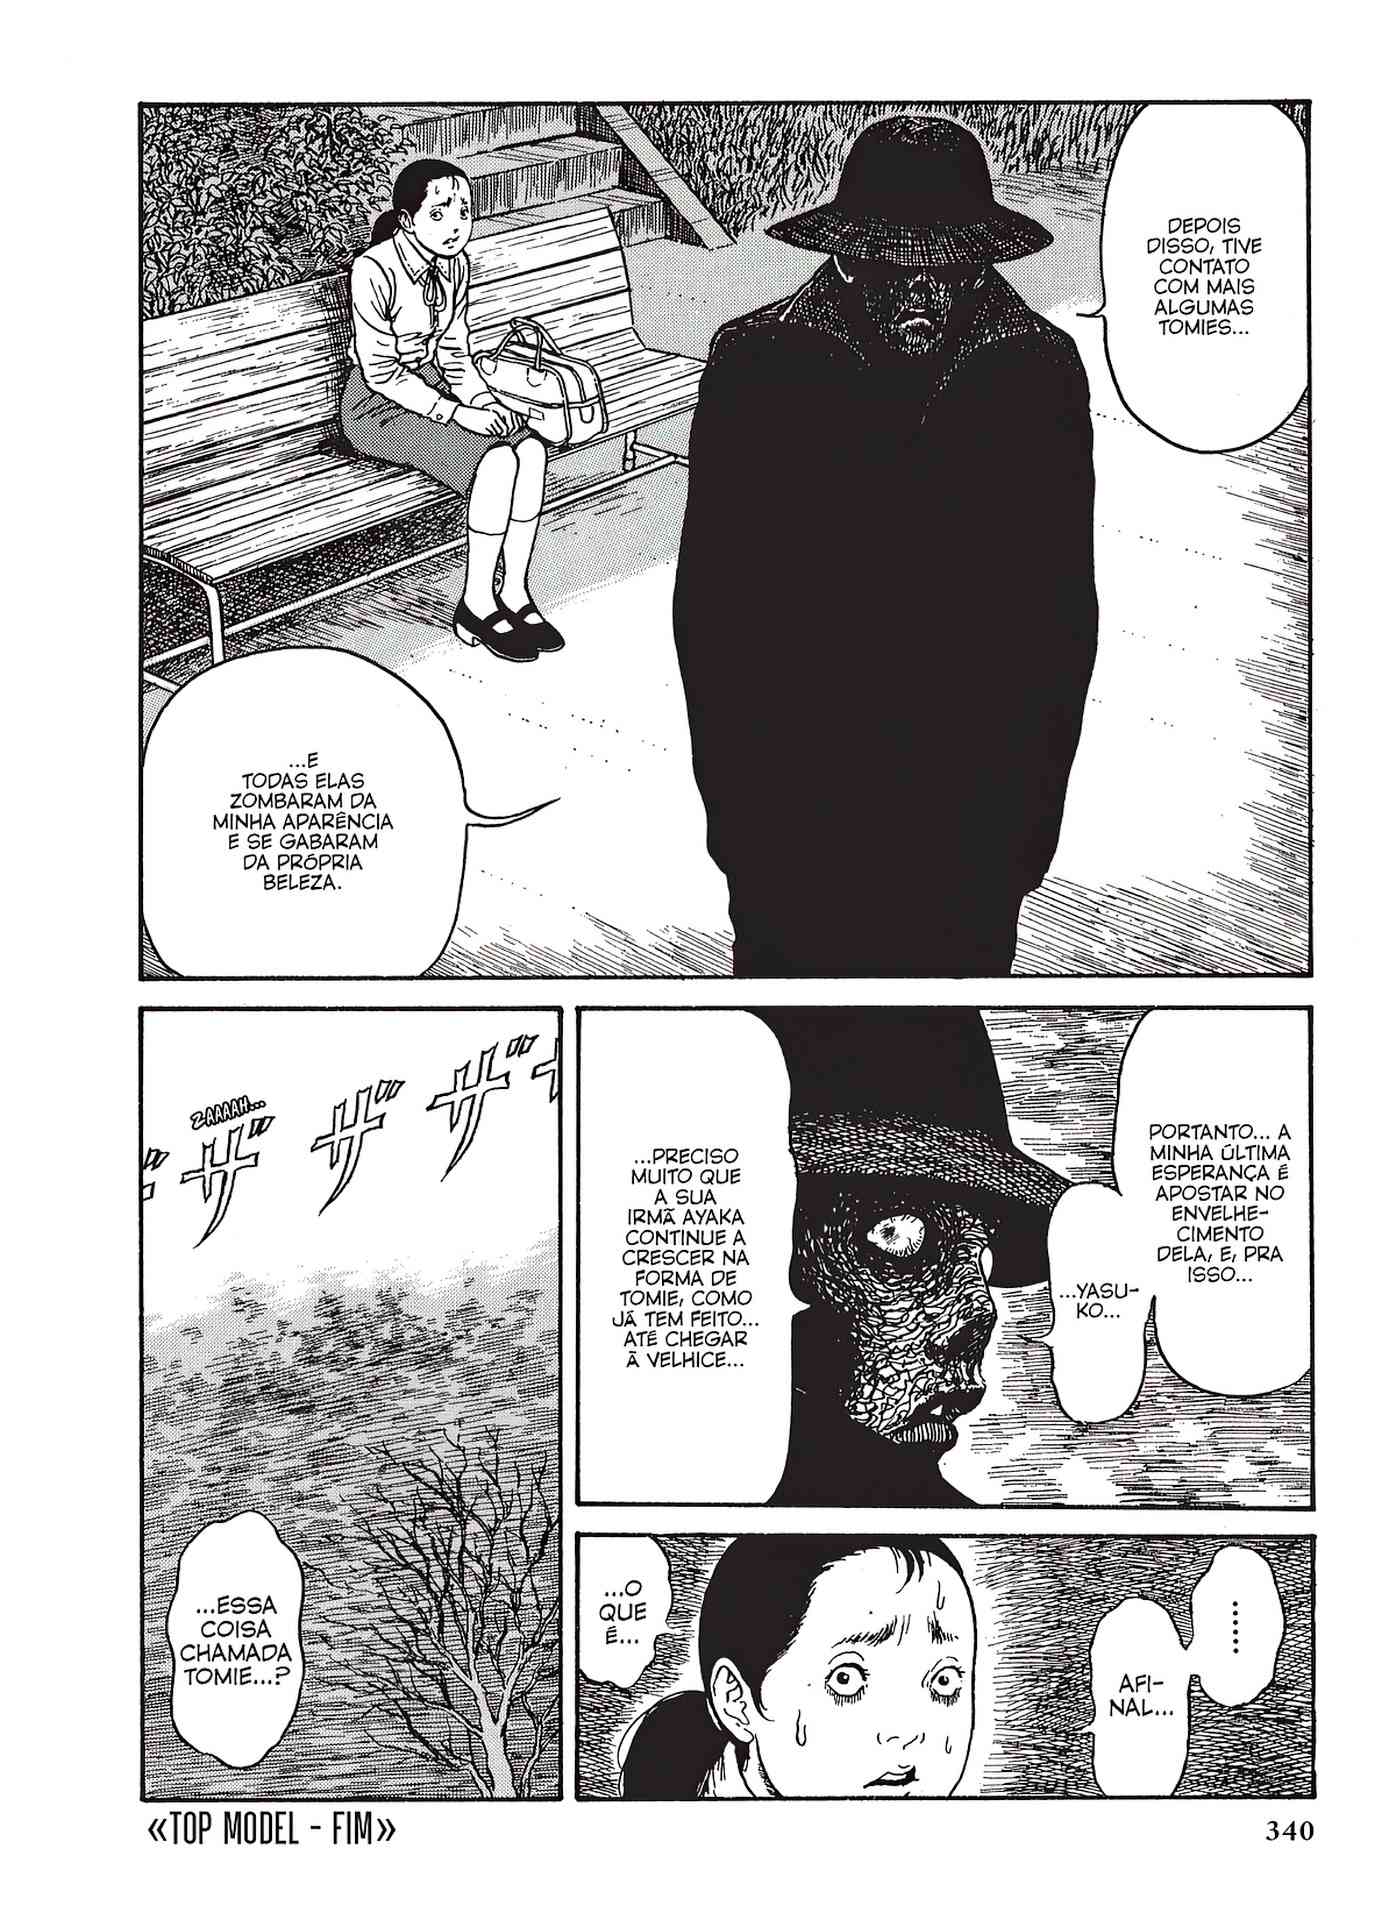 DEPOIS
DISSO, TIVE
CONTATO
COM MAIS
ALGUMAS
TOMIES...
...E
TODAS ELAS
ZOMBARAM DA
MINHA APARÊNCIA
E SE GABARAM
DA PRÓPRIA
BELEZA.
PORTANTO... A
MINHA ÚLTIMA
ESPERANÇA É
APOSTAR NO
ENVELHE-
CIMENTO
DELA, E, PRA
ISSO...
...YASU-
KO...
...PRECISO
MUITO QUE
A SUA
IRMÃ AYAKA
CONTINUE A
CRESCER NA
FORMA DE
TOMIE, COMO
JÁ TEM FEITO...
ATÉ CHEGAR
À VELHICE...
......
AFI-
NAL...
...O
QUE
É...
ザザザザ
ZAAAAH...
...ESSA
COISA
CHAMADA
TOMIE...?
«TOP MODEL - FIM»
340